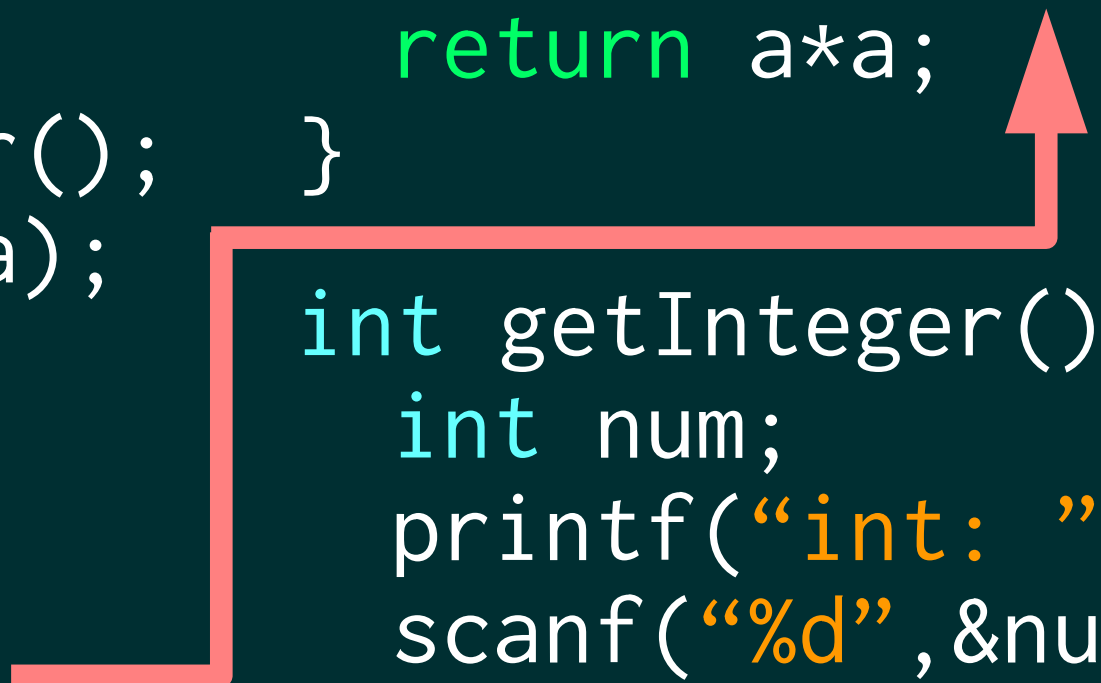 return a*a;
r(); }
a);
int getInteger()
int num;
printf(“int: ”
scanf(“%d”,&nu